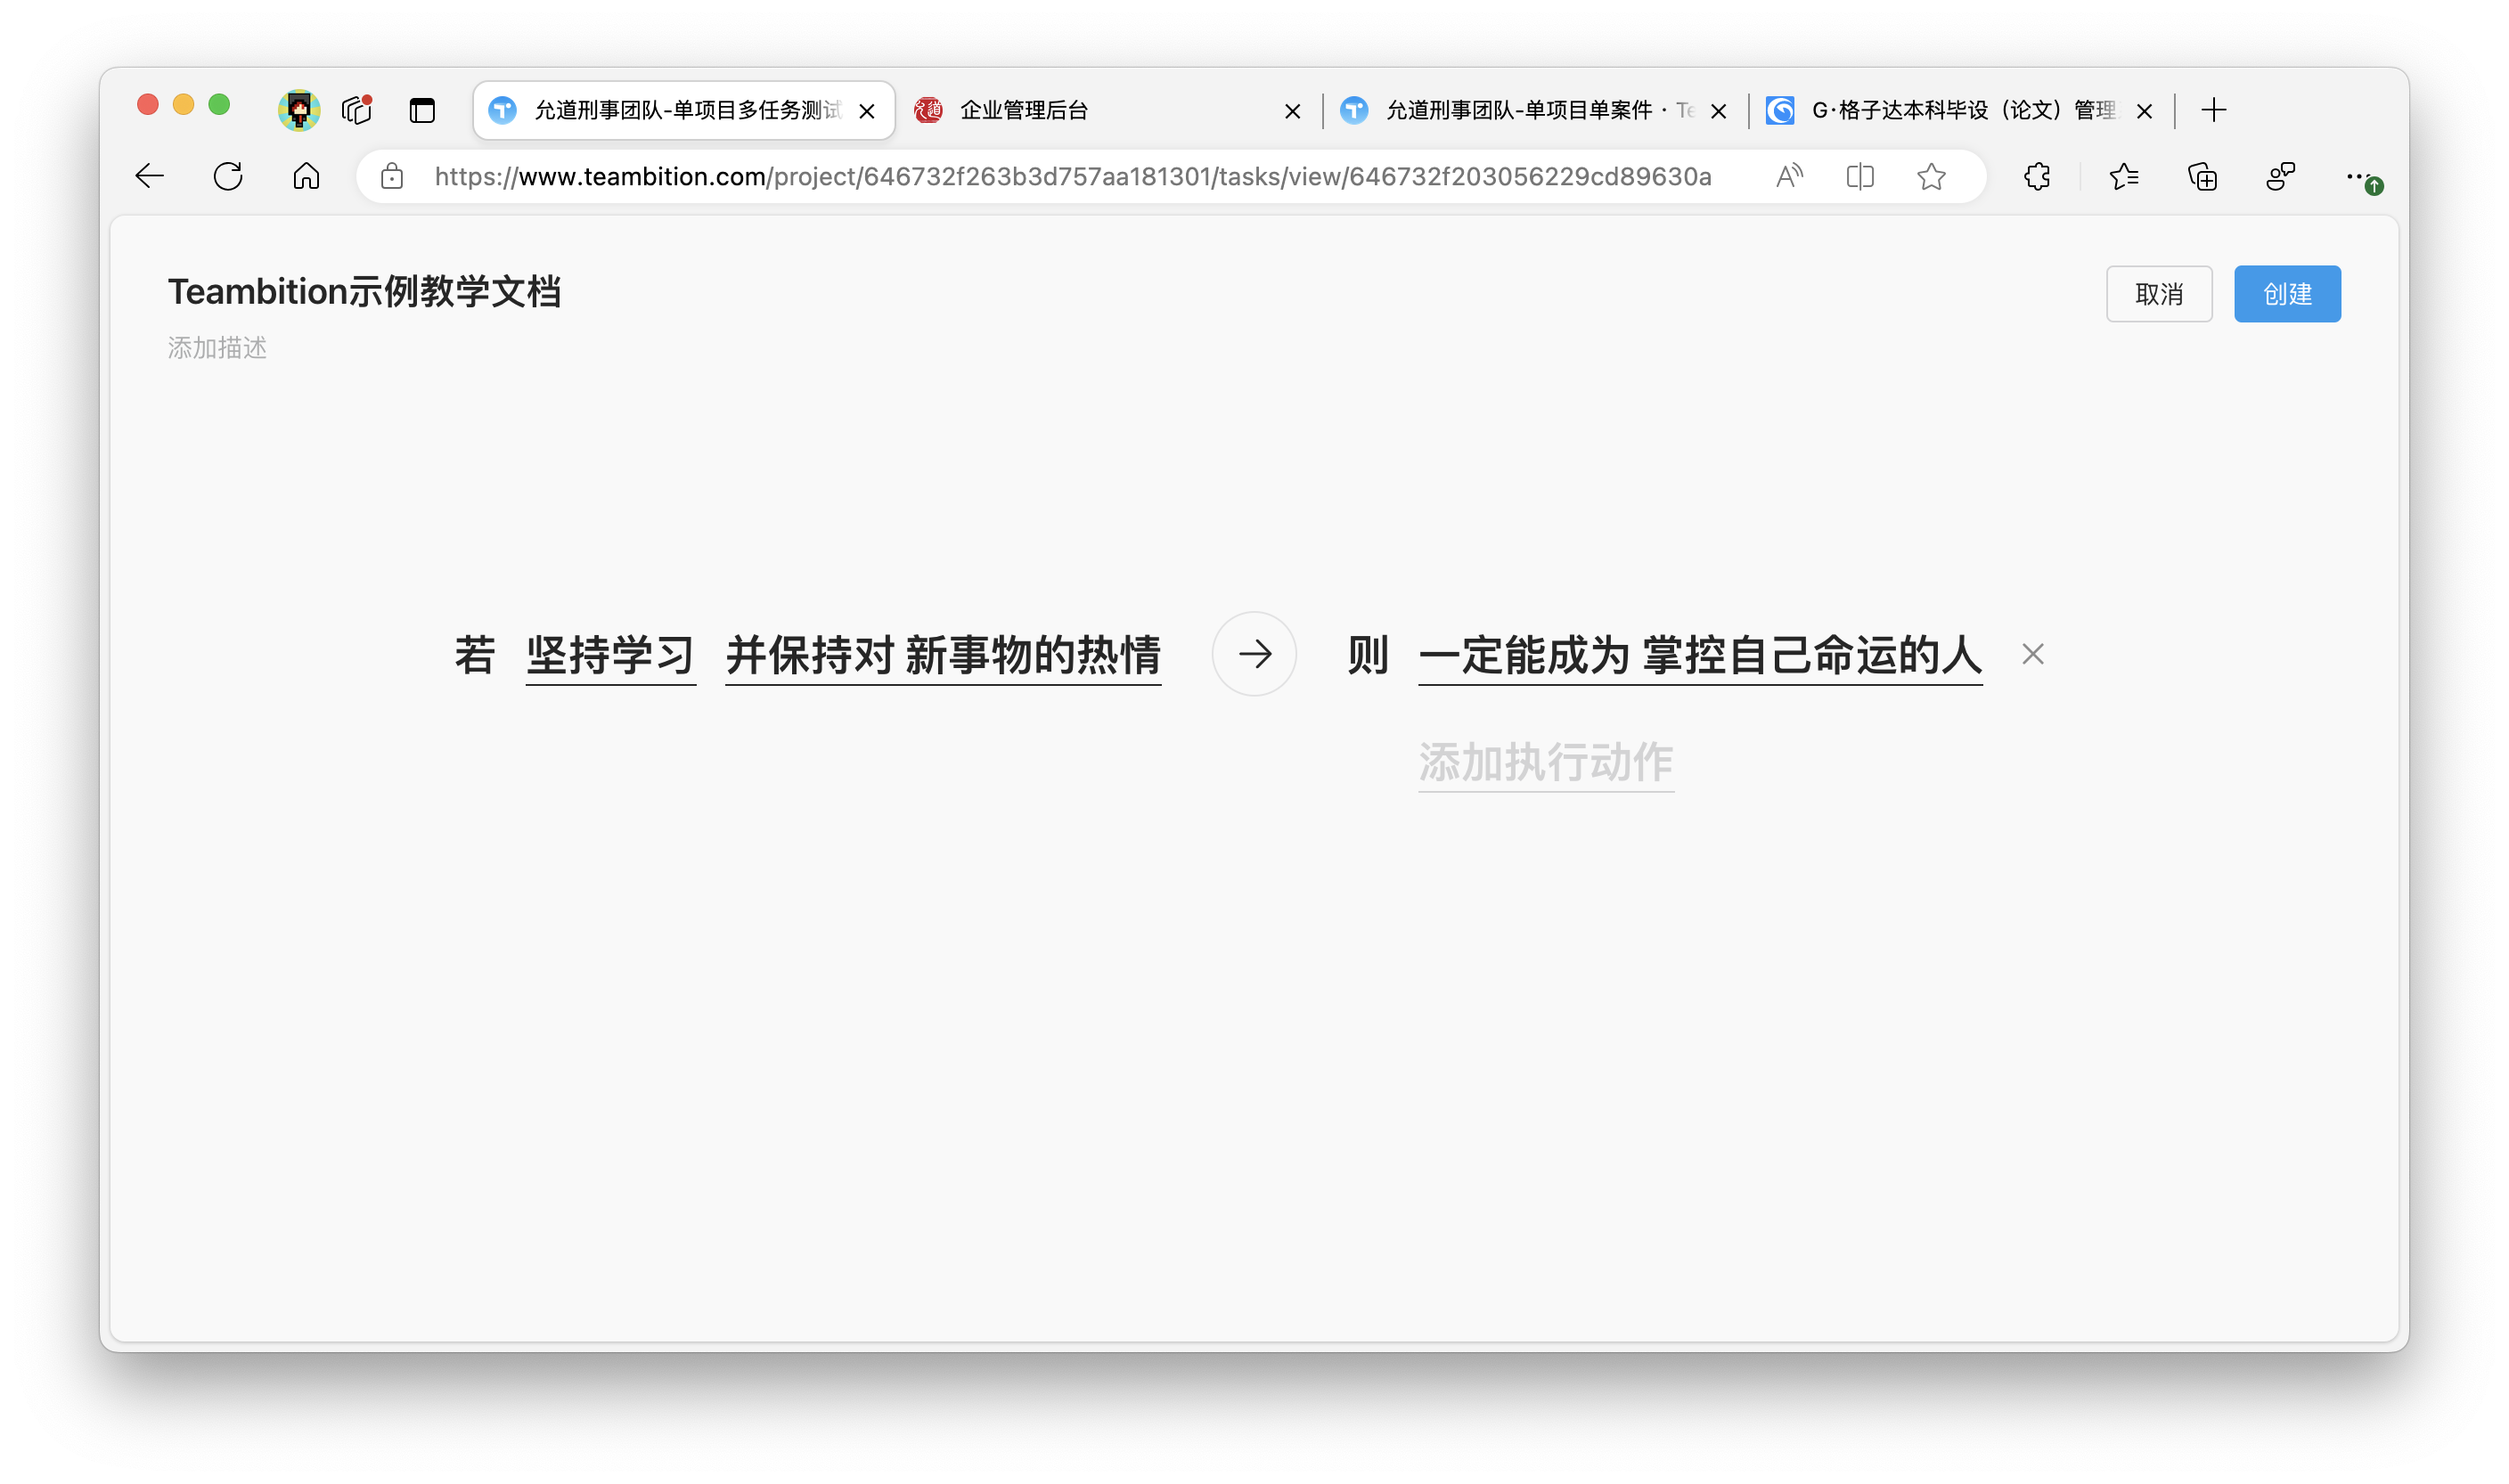 允道刑事团队-单项目多任务测试
企业管理后台
允道刑事团队-单项目单案件 · Te
G·格子达本科毕设（论文）管理
https://www.teambition.com/project/646732f263b3d757aa181301/tasks/view/646732f203056229cd89630a
Teambition示例教学文档
取消
创建
添加描述
若 坚持学习 并保持对 新事物的热情 → 则 一定能成为 掌控自己命运的人
添加执行动作